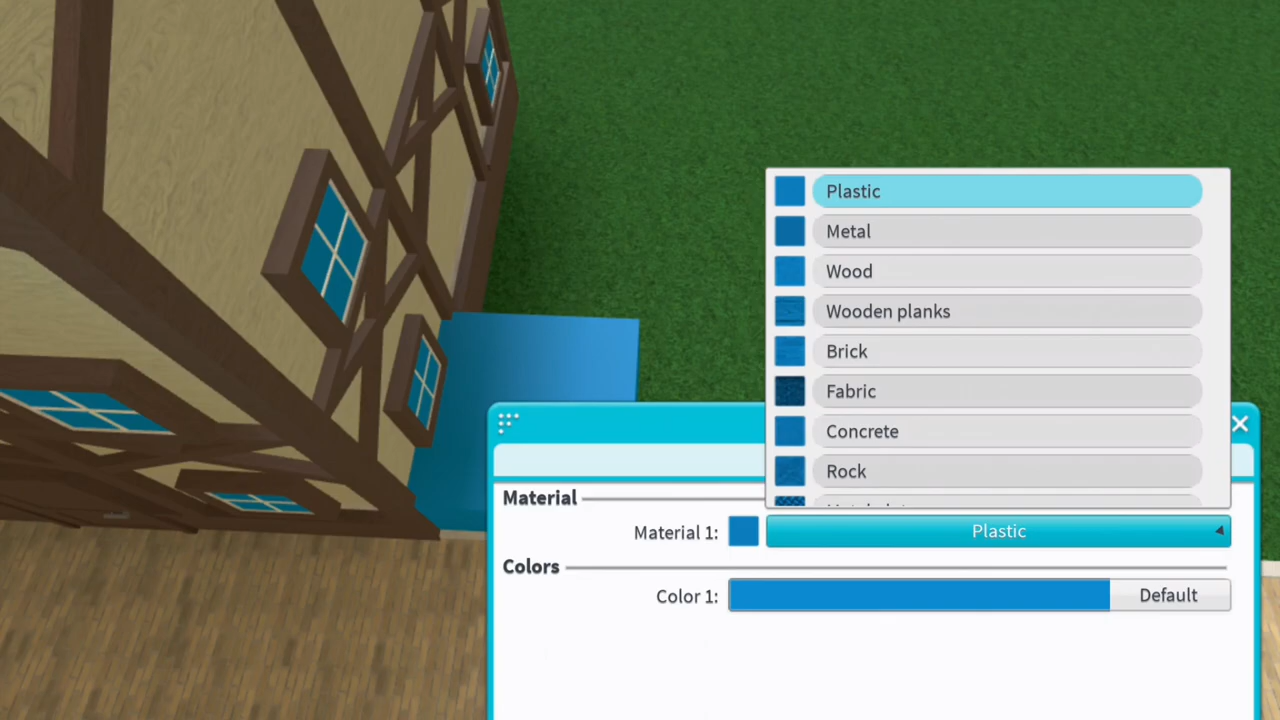 Plastic
Metal
Wood
Wooden planks
Brick
Fabric
Concrete
Rock
Material
Material 1:
Plastic
Colors
Color 1:
Default